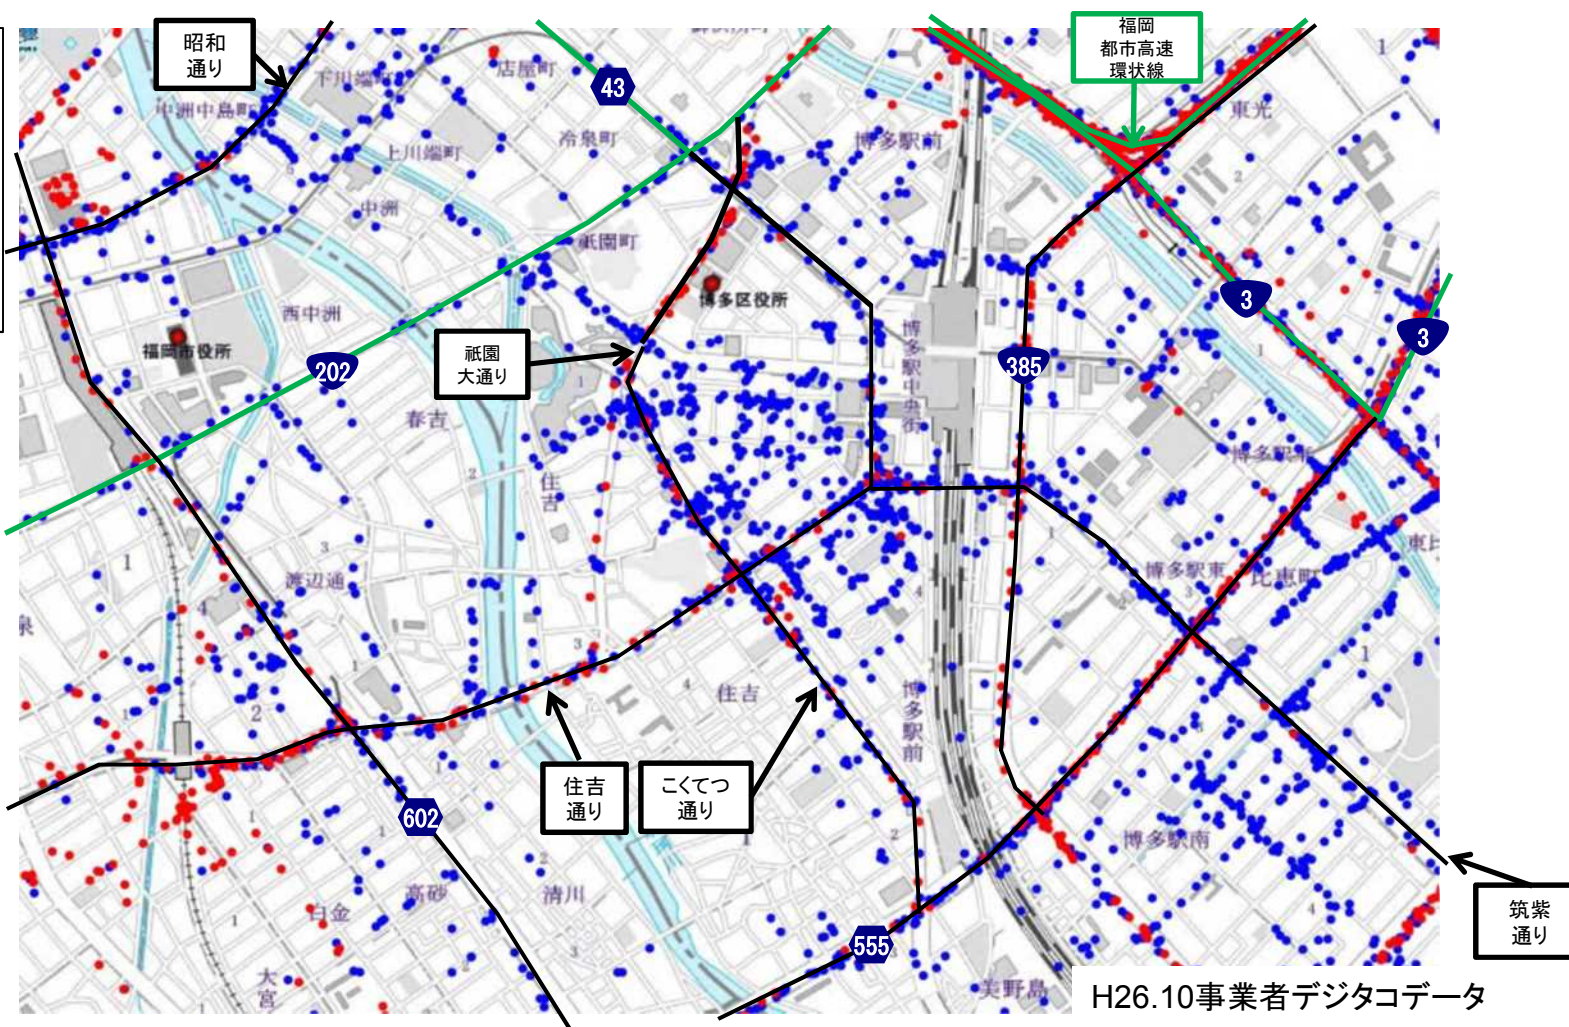 昭和
通り
福岡
都市高速
環状線
下川端町
店屋町
43
中洲中島町
東光
冷泉町
博多駅前
上川端町
中洲
祇園町
博多区役所
3
西中洲
福岡市役所
祇園
大通り
博多駅中央街
3
202
385
春吉
博多駅東
住吉
渡辺通
博多駅東
比恵町
住吉
博多駅前
住吉
通り
こくてつ
通り
602
博多駅南
高砂
清川
白金
筑紫
通り
555
大宮
美野島
H26.10事業者デジタコデータ